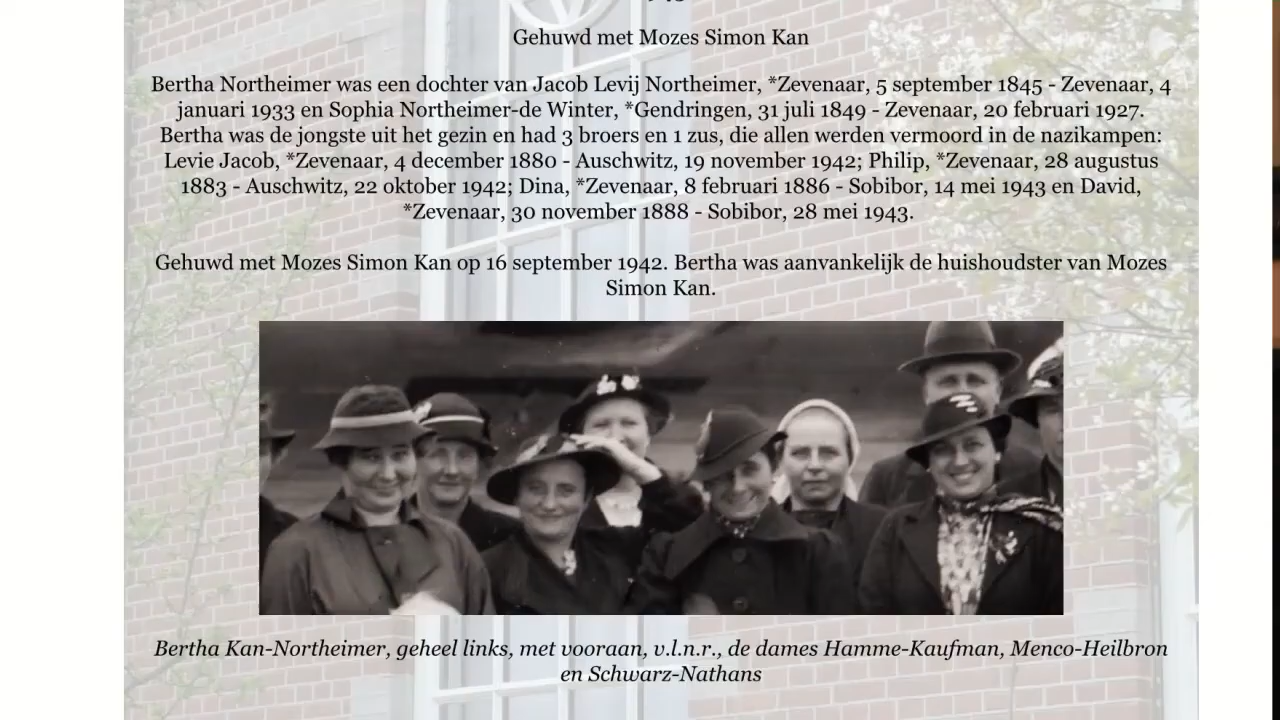 Gehuwd met Mozes Simon Kan
Bertha Northeimer was een dochter van Jacob Levij Northeimer, *Zevenaar, 5 september 1845 - Zevenaar, 4
januari 1933 en Sophia Northeimer-de Winter, *Gendringen, 31 juli 1849 - Zevenaar, 20 februari 1927.
Bertha was de jongste uit het gezin en had 3 broers en 1 zus, die allen werden vermoord in de nazikampen:
Levie Jacob, *Zevenaar, 4 december 1880 - Auschwitz, 19 november 1942; Philip, *Zevenaar, 28 augustus
1883 - Auschwitz, 22 oktober 1942; Dina, *Zevenaar, 8 februari 1886 - Sobibor, 14 mei 1943 en David,
*Zevenaar, 30 november 1888 - Sobibor, 28 mei 1943.
Gehuwd met Mozes Simon Kan op 16 september 1942. Bertha was aanvankelijk de huishoudster van Mozes
Simon Kan.
Bertha Kan-Northeimer, geheel links, met vooraan, v.l.n.r., de dames Hamme-Kaufman, Menco-Heilbron
en Schwarz-Nathans